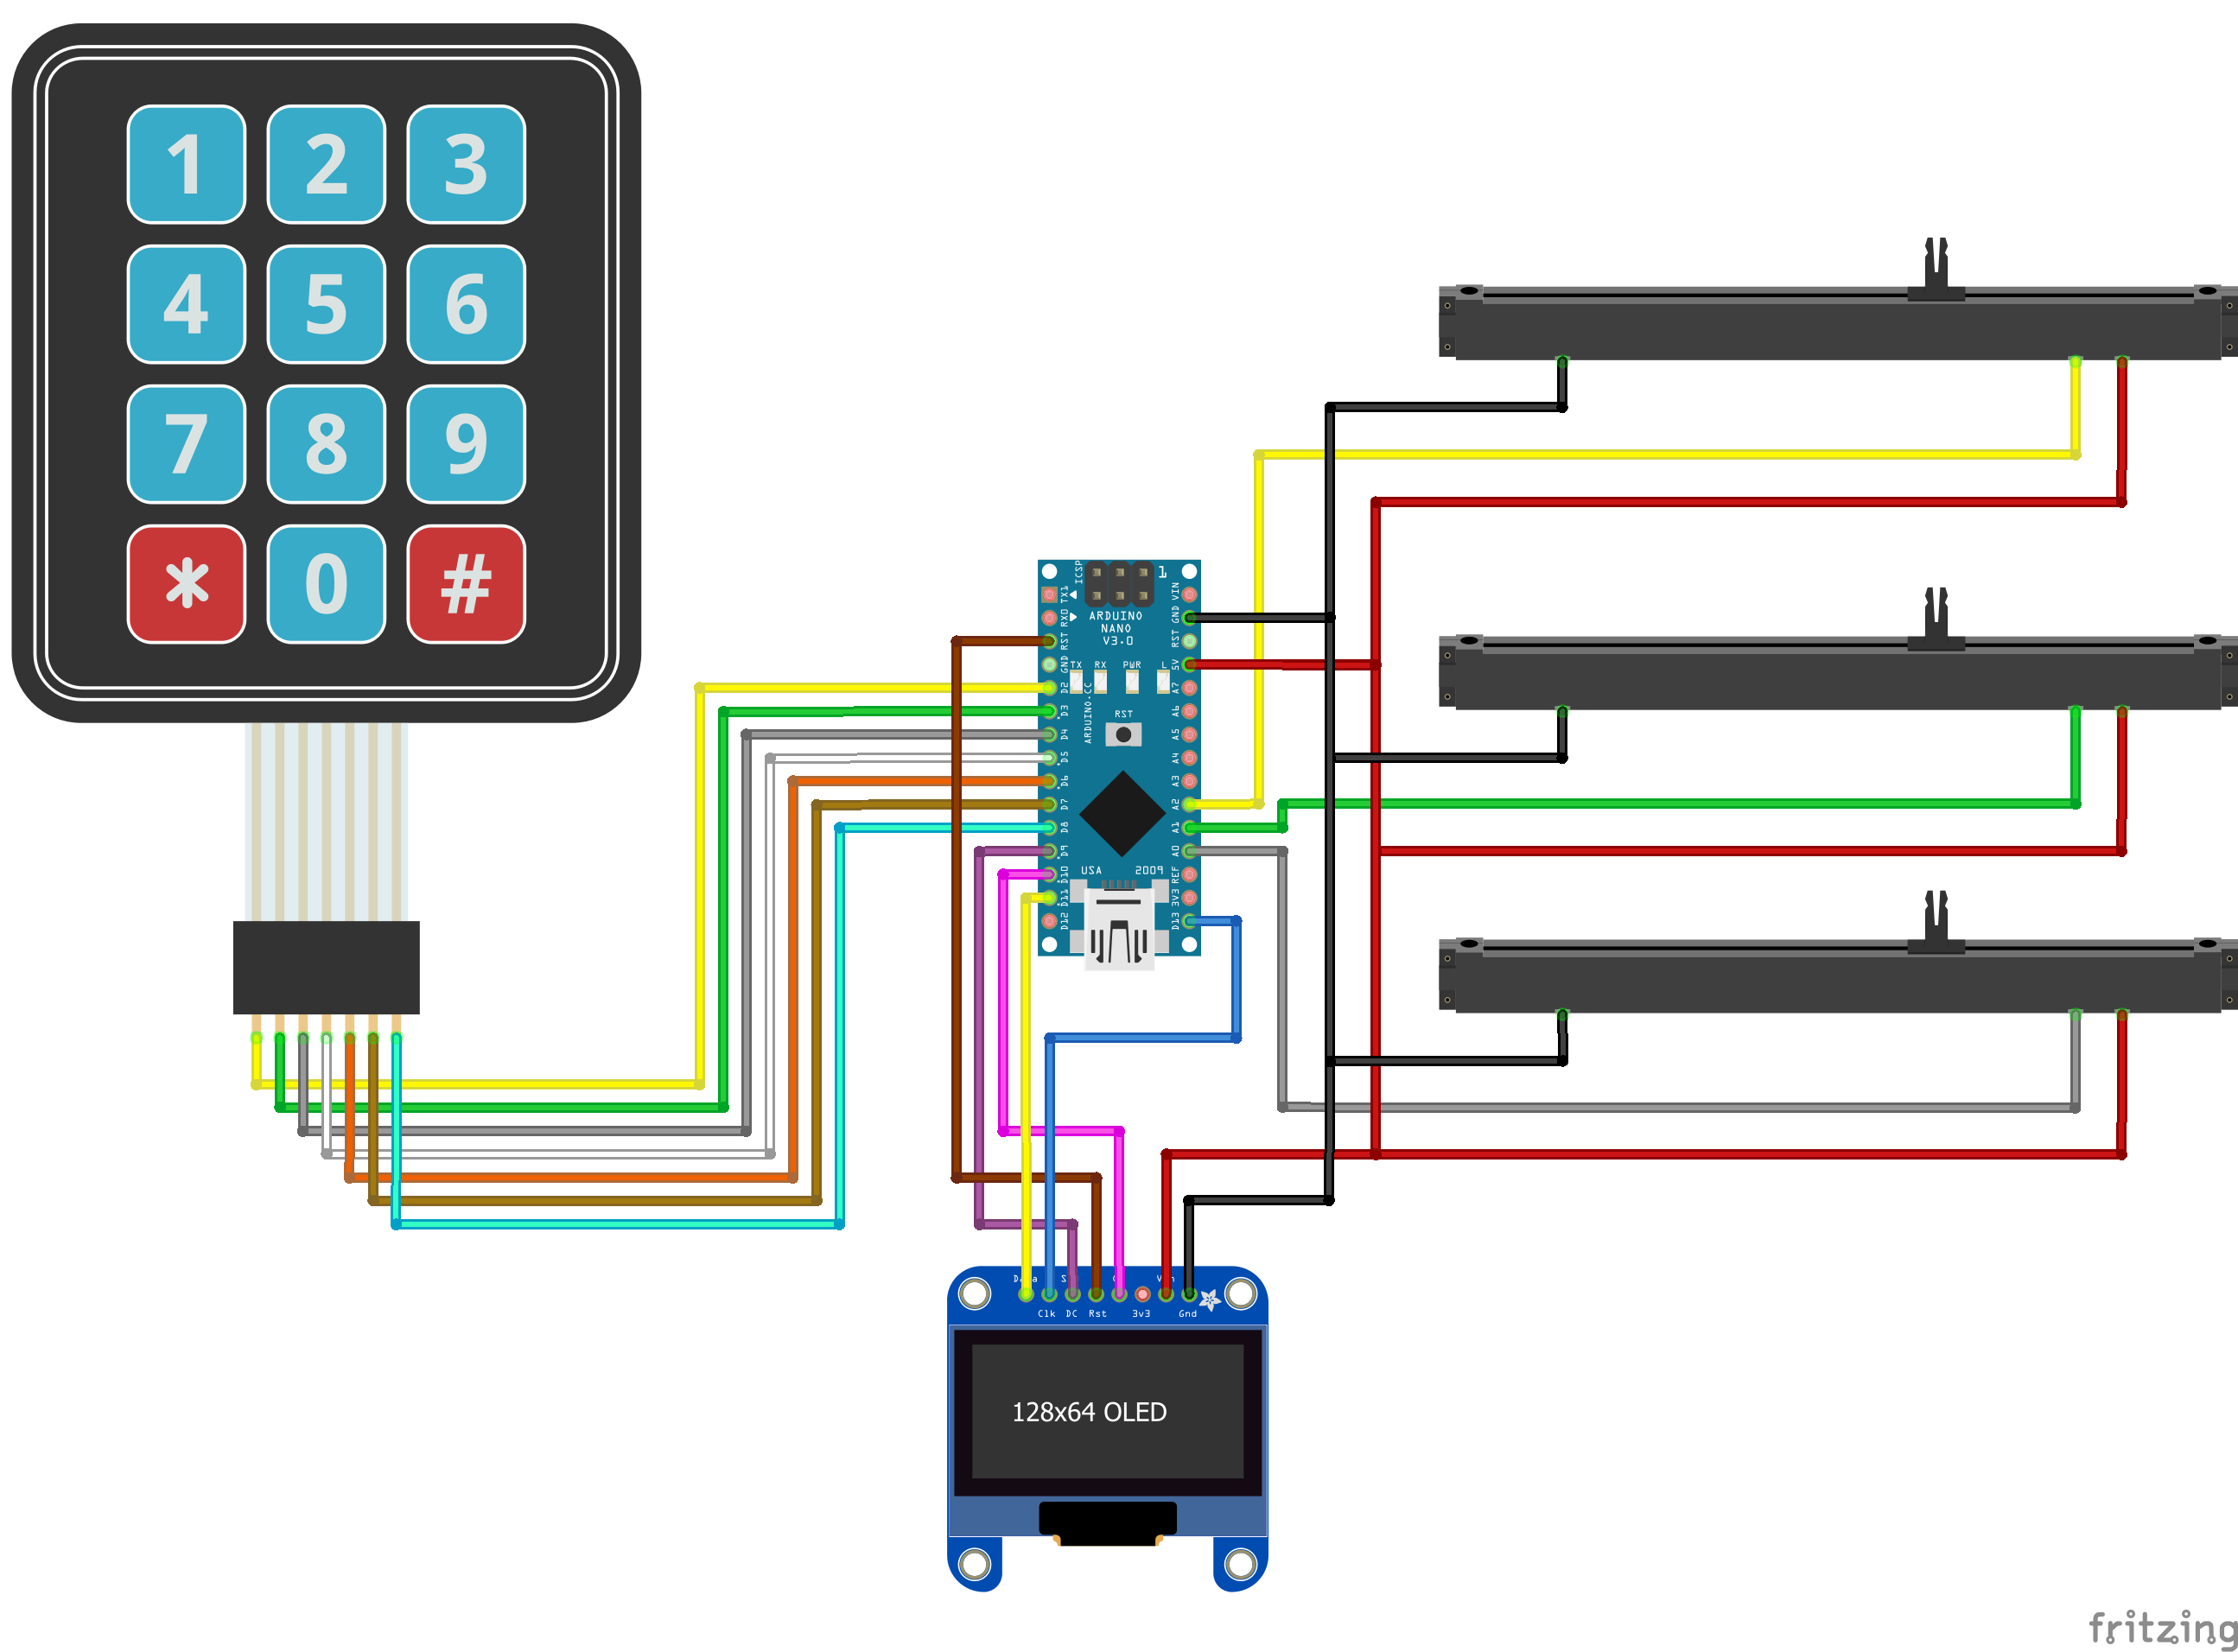 1 2 3
4 5 6
7 8 9
* 0 #
ICSP
1
TX1
RX0
RST
GND
D2
D3
D4
D5
D6
D7
D8
D9
D10
D11
D12
ARDUINO
NANO
V3.0
TX RX PWR L
ARDUINO.CC
RST
USA 2009
VIN
GND
RST
5V
A7
A6
A5
A4
A3
A2
A1
A0
REF
3V3
D13
Clk DC Rst 3v3 Gnd
128x64 OLED
fritzing